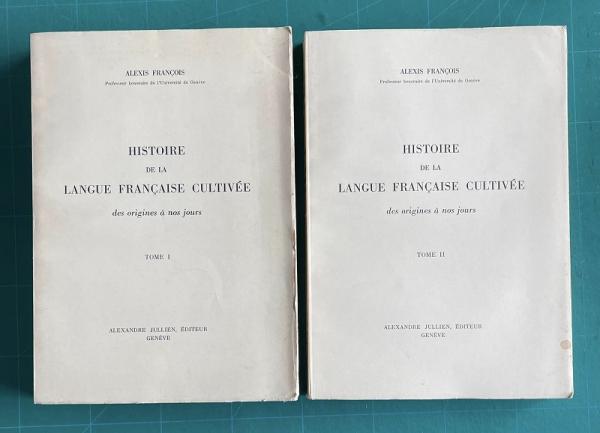 ALEXIS FRANÇOIS
Professeur honoraire de l'Université de Genève
HISTOIRE
DE LA
LANGUE FRANÇAISE CULTIVÉE
des origines à nos jours
TOME I
ALEXANDRE JULLIEN, ÉDITEUR
GENÈVE
ALEXIS FRANÇOIS
Professeur honoraire de l'Université de Genève
HISTOIRE
DE LA
LANGUE FRANÇAISE CULTIVÉE
des origines à nos jours
TOME II
ALEXANDRE JULLIEN, ÉDITEUR
GENÈVE